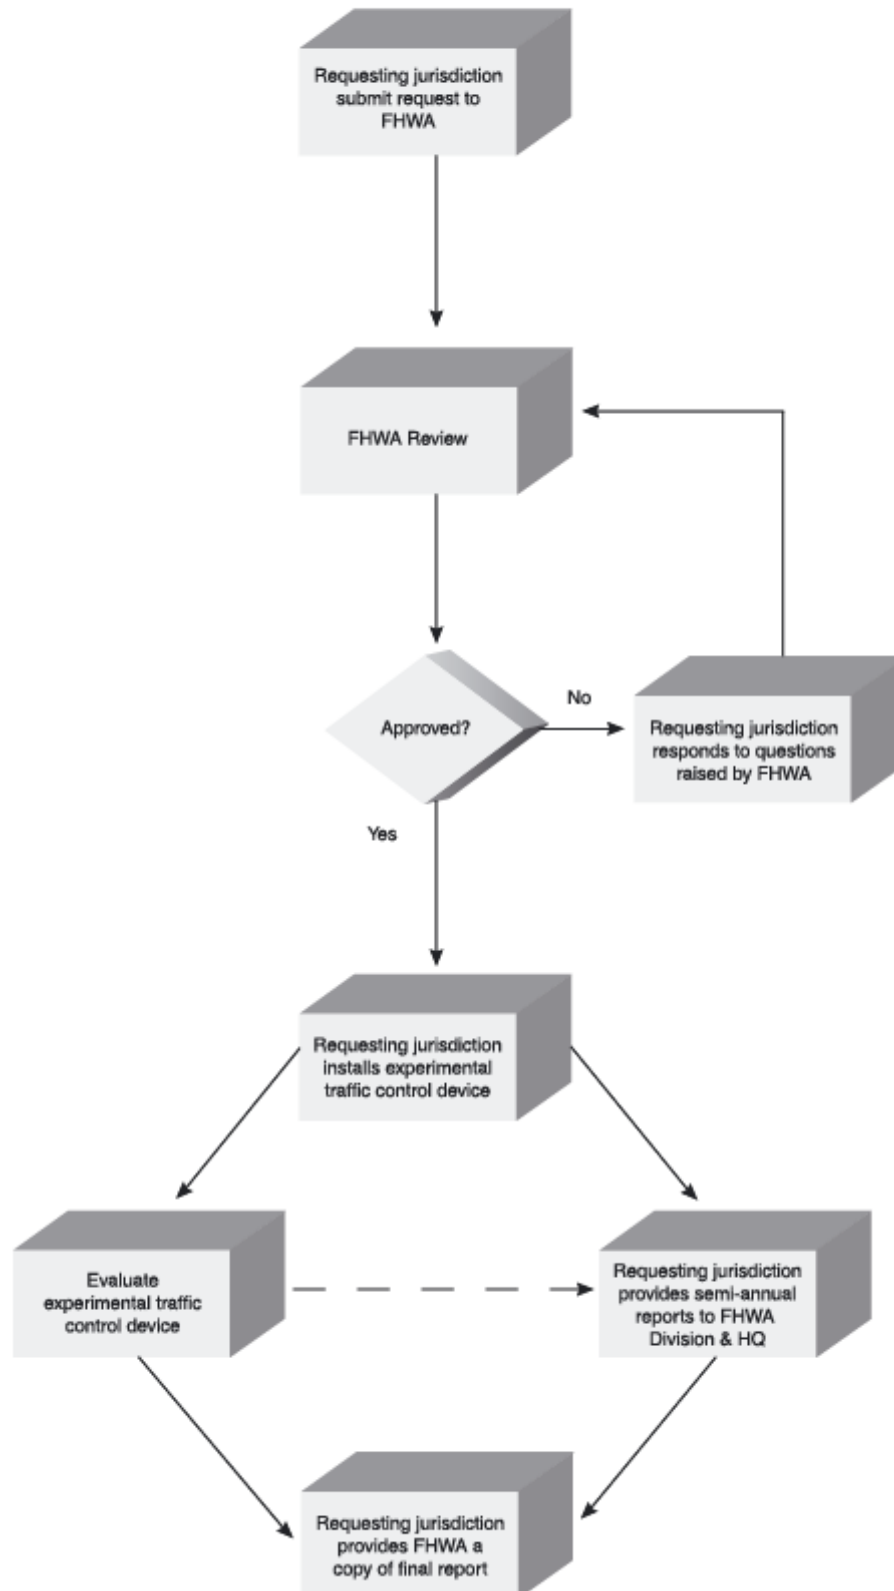 Requesting jurisdiction
submit request to
FHWA
FHWA Review
Approved?
No
Requesting jurisdiction
responds to questions
raised by FHWA
Yes
Requesting jurisdiction
installs experimental
traffic control device
Evaluate
experimental traffic
control device
Requesting jurisdiction
provides semi-annual
reports to FHWA
Division & HQ
Requesting jurisdiction
provides FHWA a
copy of final report